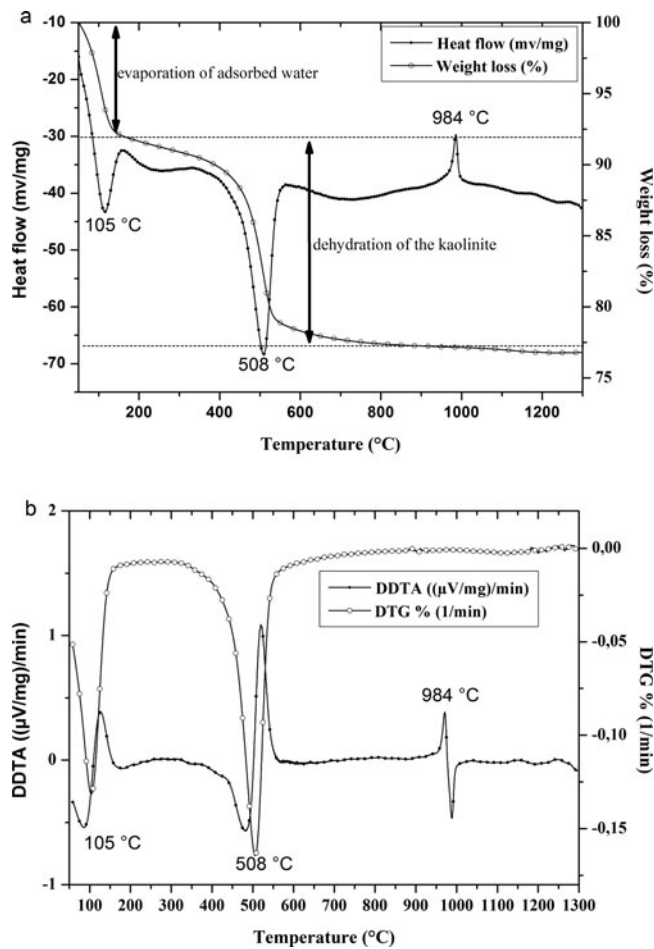 a
-10
-20
-30
-40
-50
-60
-70
Heat flow (mv/mg)
100
95
90
85
80
75
Weight loss (%)
Heat flow (mv/mg)
Weight loss (%)
evaporation of adsorbed water
984 °C
105 °C
dehydration of the kaolinite
508 °C
200 400 600 800 1000 1200
Temperature (°C)
b
2
1
0
-1
DDTA ((µV/mg)/min)
0,00
-0,05
-0,10
-0,15
DTG % (1/min)
DDTA ((µV/mg)/min)
DTG % (1/min)
984 °C
105 °C
508 °C
100 200 300 400 500 600 700 800 900 1000 1100 1200 1300
Temperature (°C)